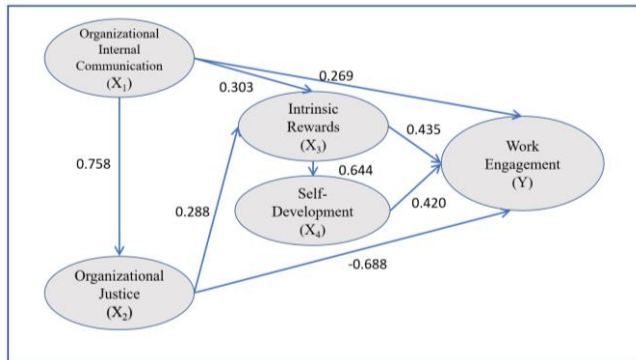 Organizational
Internal
Communication
(X₁)
0.269
0.303
Intrinsic
Rewards
(X₃)
0.435
Work
Engagement
(Y)
0.758
0.644
Self-
Development
(X₄)
0.420
0.288
-0.688
Organizational
Justice
(X₂)